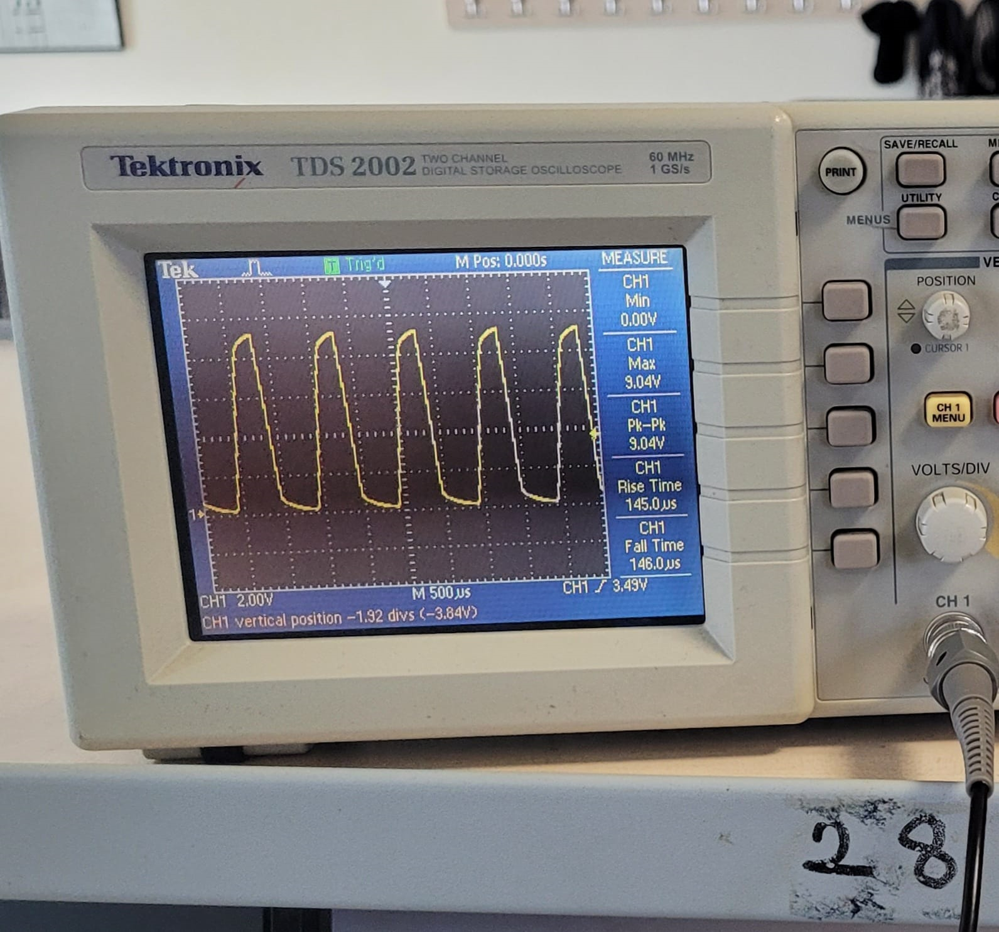 Tektronix TDS 2002 TWO CHANNEL DIGITAL STORAGE OSCILLOSCOPE 60 MHz 1 GS/s
Tek Trig'd M Pos: 0.000s MEASURE
CH1
Min
0.00V
CH1
Max
9.04V
CH1
Pk-Pk
9.04V
CH1
Rise Time
145.0µs
CH1
Fall Time
146.0µs
1
CH1 2.00V M 500µs CH1 3.49V
CH1 vertical position -1.92 divs (-3.84V)
PRINT
SAVE/RECALL
UTILITY
MENUS
POSITION
CURSOR 1
CH 1
MENU
VOLTS/DIV
CH 1
28